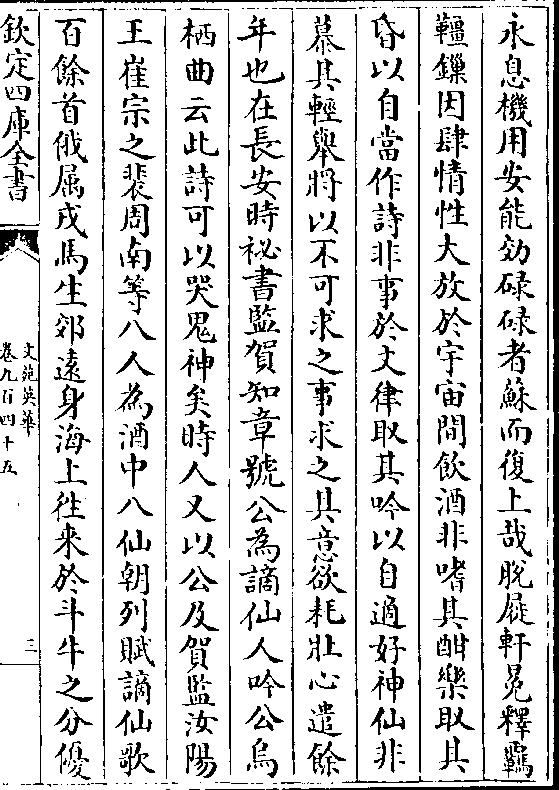 永息機用安能効碌碌者蘇而復上哉脫屣軒冕釋羈
韁鏁因肆情性大放於宇宙間飲酒非嗜其酣樂取其
昏以自當作詩非事於文律取其吟以自適好神仙非
慕其輕舉將以不可求之事求之其意欲耗壯心遣餘
年也在長安時祕書監賀知章號公為謫仙人吟公烏
栖曲云此詩可以哭鬼神矣時人又以公及賀監汝陽
王崔宗之裴周南等八人為酒中八仙朝列賦謫仙歌
百餘首俄屬戎馬生郊逺身海上徃來於斗牛之分優
欽定四庫全書
文苑英華
卷九百四十五
三